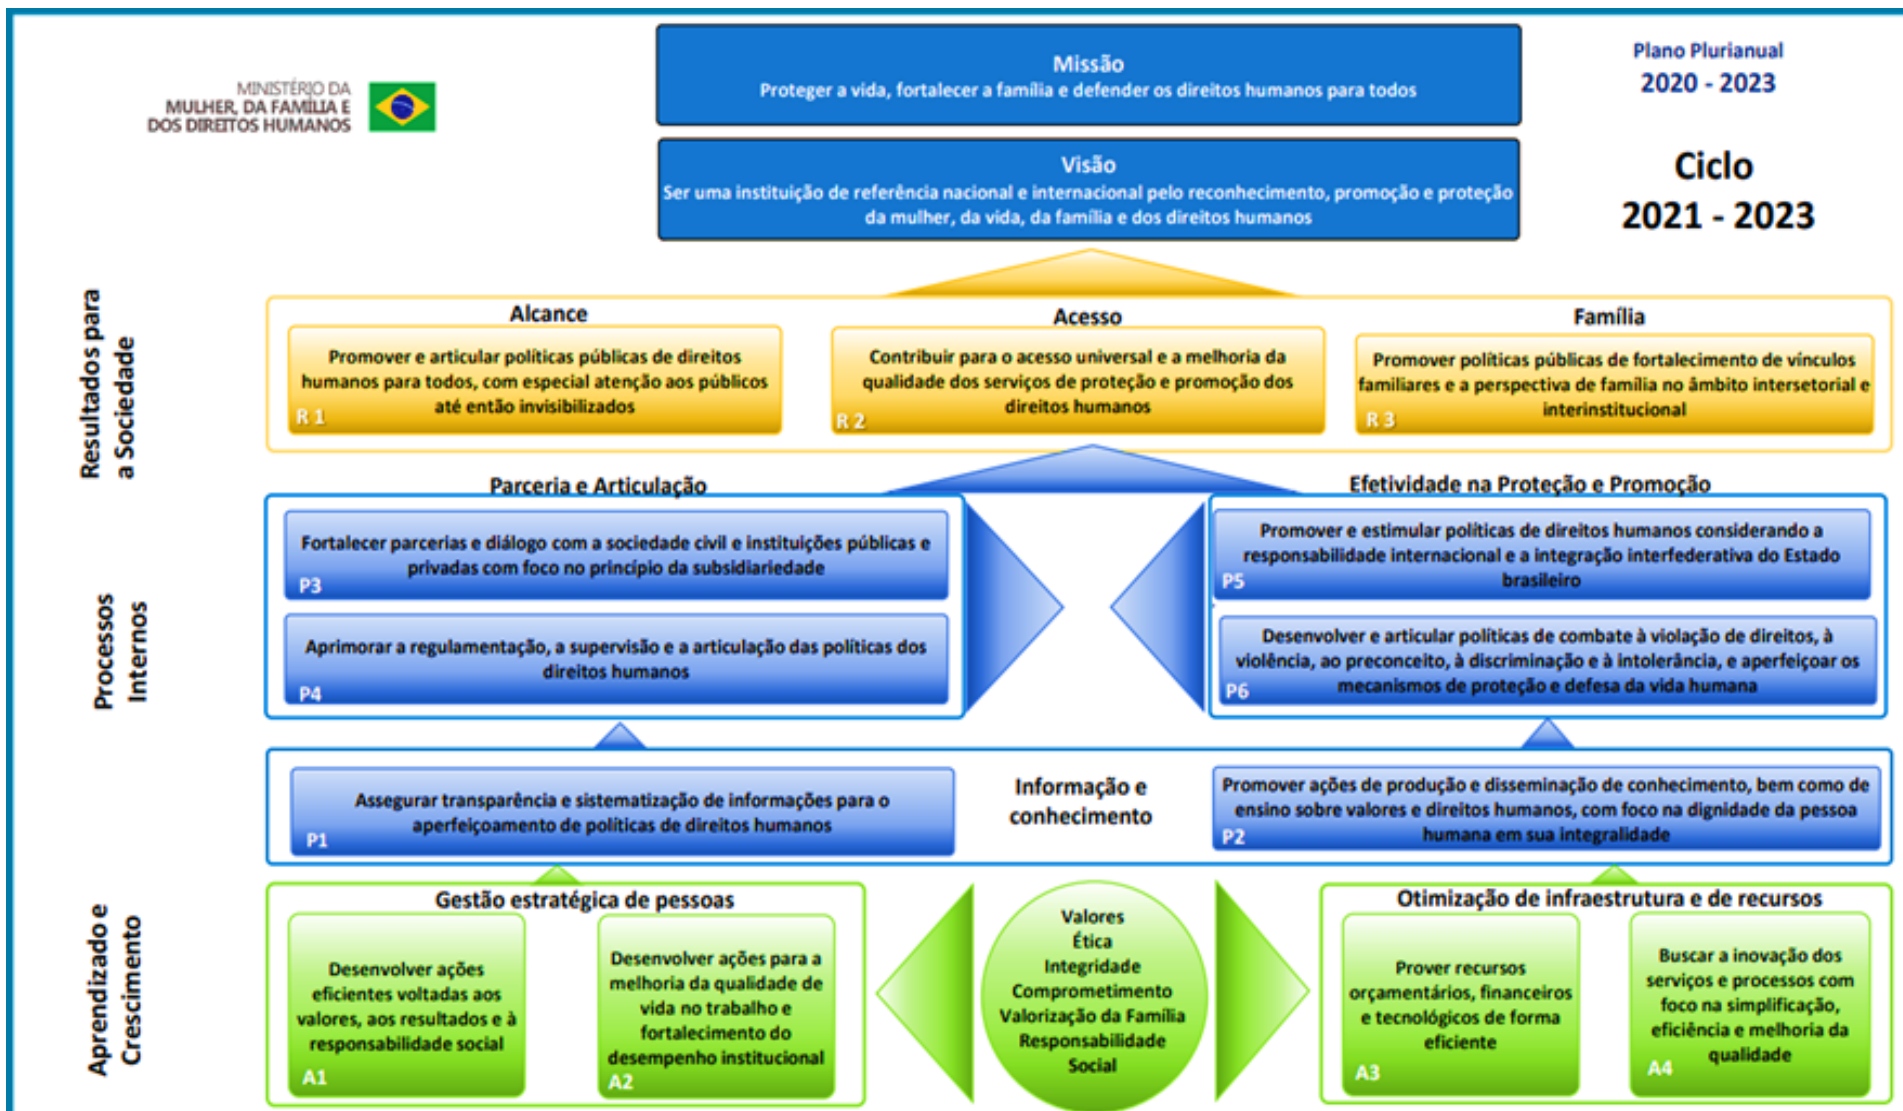 MINISTÉRIO DA
MULHER, DA FAMÍLIA E
DOS DIREITOS HUMANOS
Missão
Proteger a vida, fortalecer a família e defender os direitos humanos para todos
Plano Plurianual
2020 - 2023
Visão
Ser uma instituição de referência nacional e internacional pelo reconhecimento, promoção e proteção
da mulher, da vida, da família e dos direitos humanos
Ciclo
2021 - 2023
Resultados para
a Sociedade
Alcance
Promover e articular políticas públicas de direitos
humanos para todos, com especial atenção aos públicos
até então invisibilizados
R 1
Acesso
Contribuir para o acesso universal e a melhoria da
qualidade dos serviços de proteção e promoção dos
direitos humanos
R 2
Família
Promover políticas públicas de fortalecimento de vínculos
familiares e a perspectiva de família no âmbito intersetorial e
interinstitucional
R 3
Processos
Internos
Parceria e Articulação
Fortalecer parcerias e diálogo com a sociedade civil e instituições públicas e
privadas com foco no princípio da subsidiariedade
P3
Aprimorar a regulamentação, a supervisão e a articulação das políticas dos
direitos humanos
P4
Efetividade na Proteção e Promoção
Promover e estimular políticas de direitos humanos considerando a
responsabilidade internacional e a integração interfederativa do Estado
brasileiro
P5
Desenvolver e articular políticas de combate à violação de direitos, à
violência, ao preconceito, à discriminação e à intolerância, e aperfeiçoar os
mecanismos de proteção e defesa da vida humana
P6
Assegurar transparência e sistematização de informações para o
aperfeiçoamento de políticas de direitos humanos
P1
Informação e
conhecimento
Promover ações de produção e disseminação de conhecimento, bem como de
ensino sobre valores e direitos humanos, com foco na dignidade da pessoa
humana em sua integralidade
P2
Aprendizado e
Crescimento
Gestão estratégica de pessoas
Desenvolver ações
eficientes voltadas aos
valores, aos resultados e à
responsabilidade social
A1
Desenvolver ações para a
melhoria da qualidade de
vida no trabalho e
fortalecimento do
desempenho institucional
A2
Valores
Ética
Integridade
Comprometimento
Valorização da Família
Responsabilidade
Social
Otimização de infraestrutura e de recursos
Prover recursos
orçamentários, financeiros
e tecnológicos de forma
eficiente
A3
Buscar a inovação dos
serviços e processos com
foco na simplificação,
eficiência e melhoria da
qualidade
A4